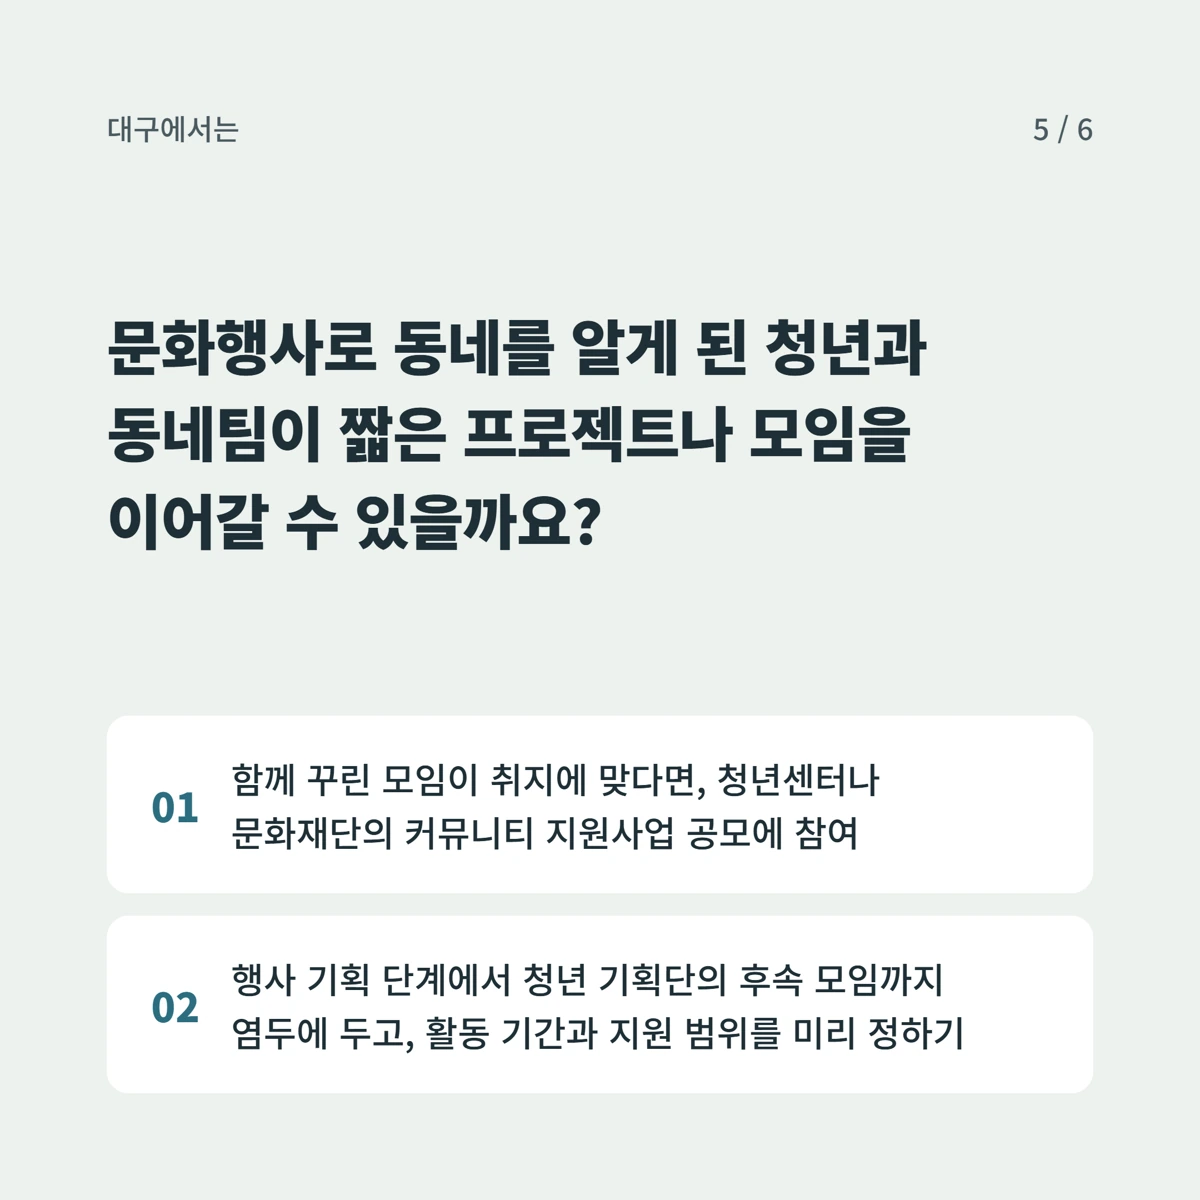 대구에서는
5 / 6
문화행사로 동네를 알게 된 청년과
동네팀이 짧은 프로젝트나 모임을
이어갈 수 있을까요?
01
함께 꾸린 모임이 취지에 맞다면, 청년센터나
문화재단의 커뮤니티 지원사업 공모에 참여
02
행사 기획 단계에서 청년 기획단의 후속 모임까지
염두에 두고, 활동 기간과 지원 범위를 미리 정하기